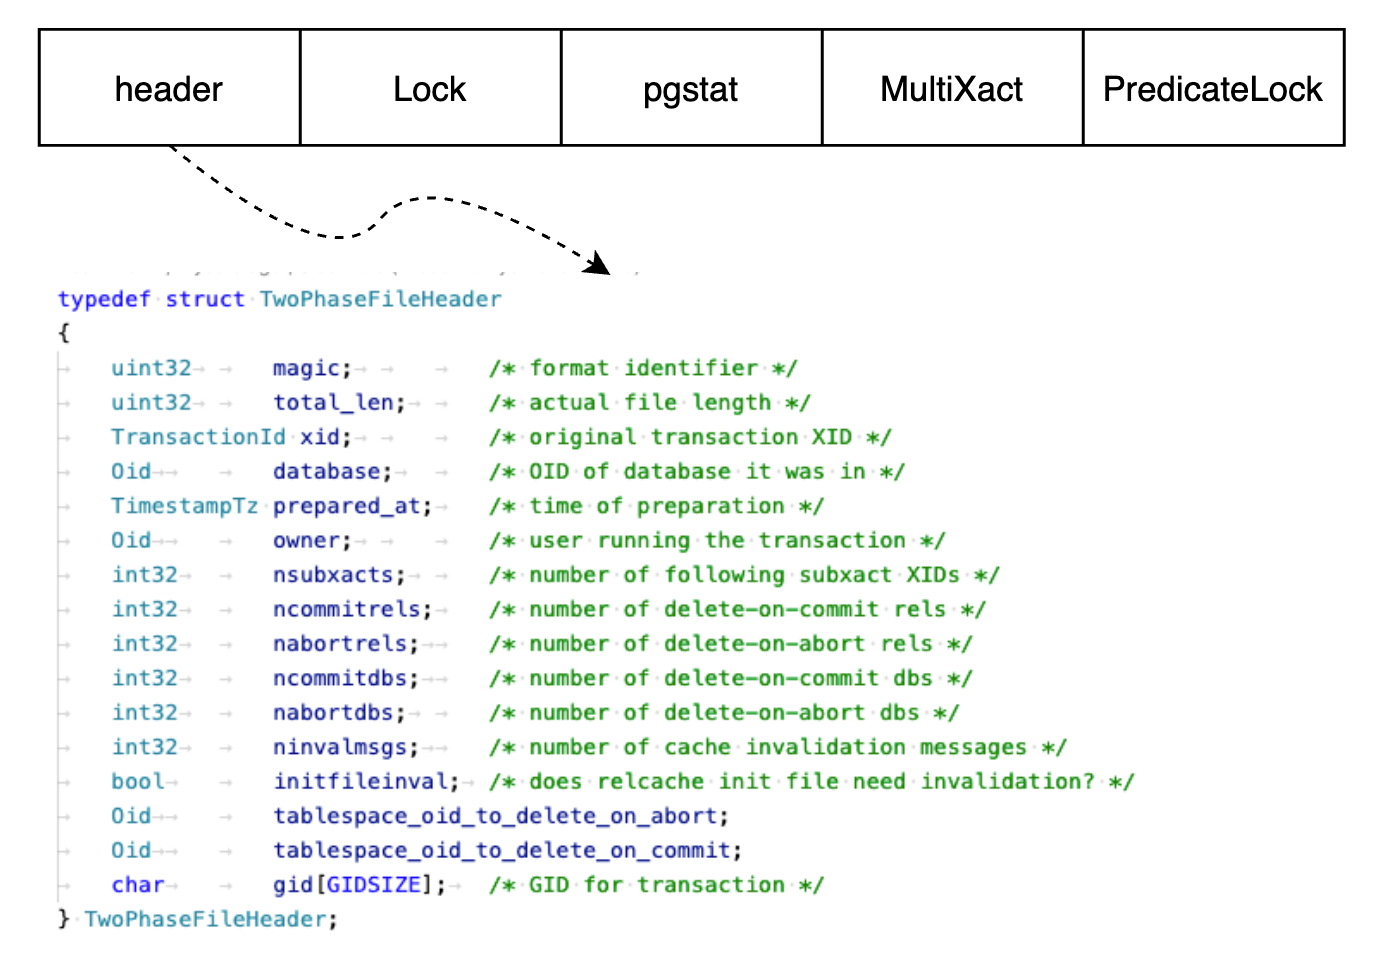 header Lock pgstat MultiXact PredicateLock
typedef struct TwoPhaseFileHeader
{
uint32 magic; /* format identifier */
uint32 total_len; /* actual file length */
TransactionId xid; /* original transaction XID */
Oid database; /* OID of database it was in */
TimestampTz prepared_at; /* time of preparation */
Oid owner; /* user running the transaction */
int32 nsubxacts; /* number of following subxact XIDs */
int32 ncommitrels; /* number of delete-on-commit rels */
int32 nabortrels; /* number of delete-on-abort rels */
int32 ncommitdbs; /* number of delete-on-commit dbs */
int32 nabortdbs; /* number of delete-on-abort dbs */
int32 ninvalmsgs; /* number of cache invalidation messages */
bool initfileinval; /* does relcache init file need invalidation? */
Oid tablespace_oid_to_delete_on_abort;
Oid tablespace_oid_to_delete_on_commit;
char gid[GIDSIZE]; /* GID for transaction */
} TwoPhaseFileHeader;